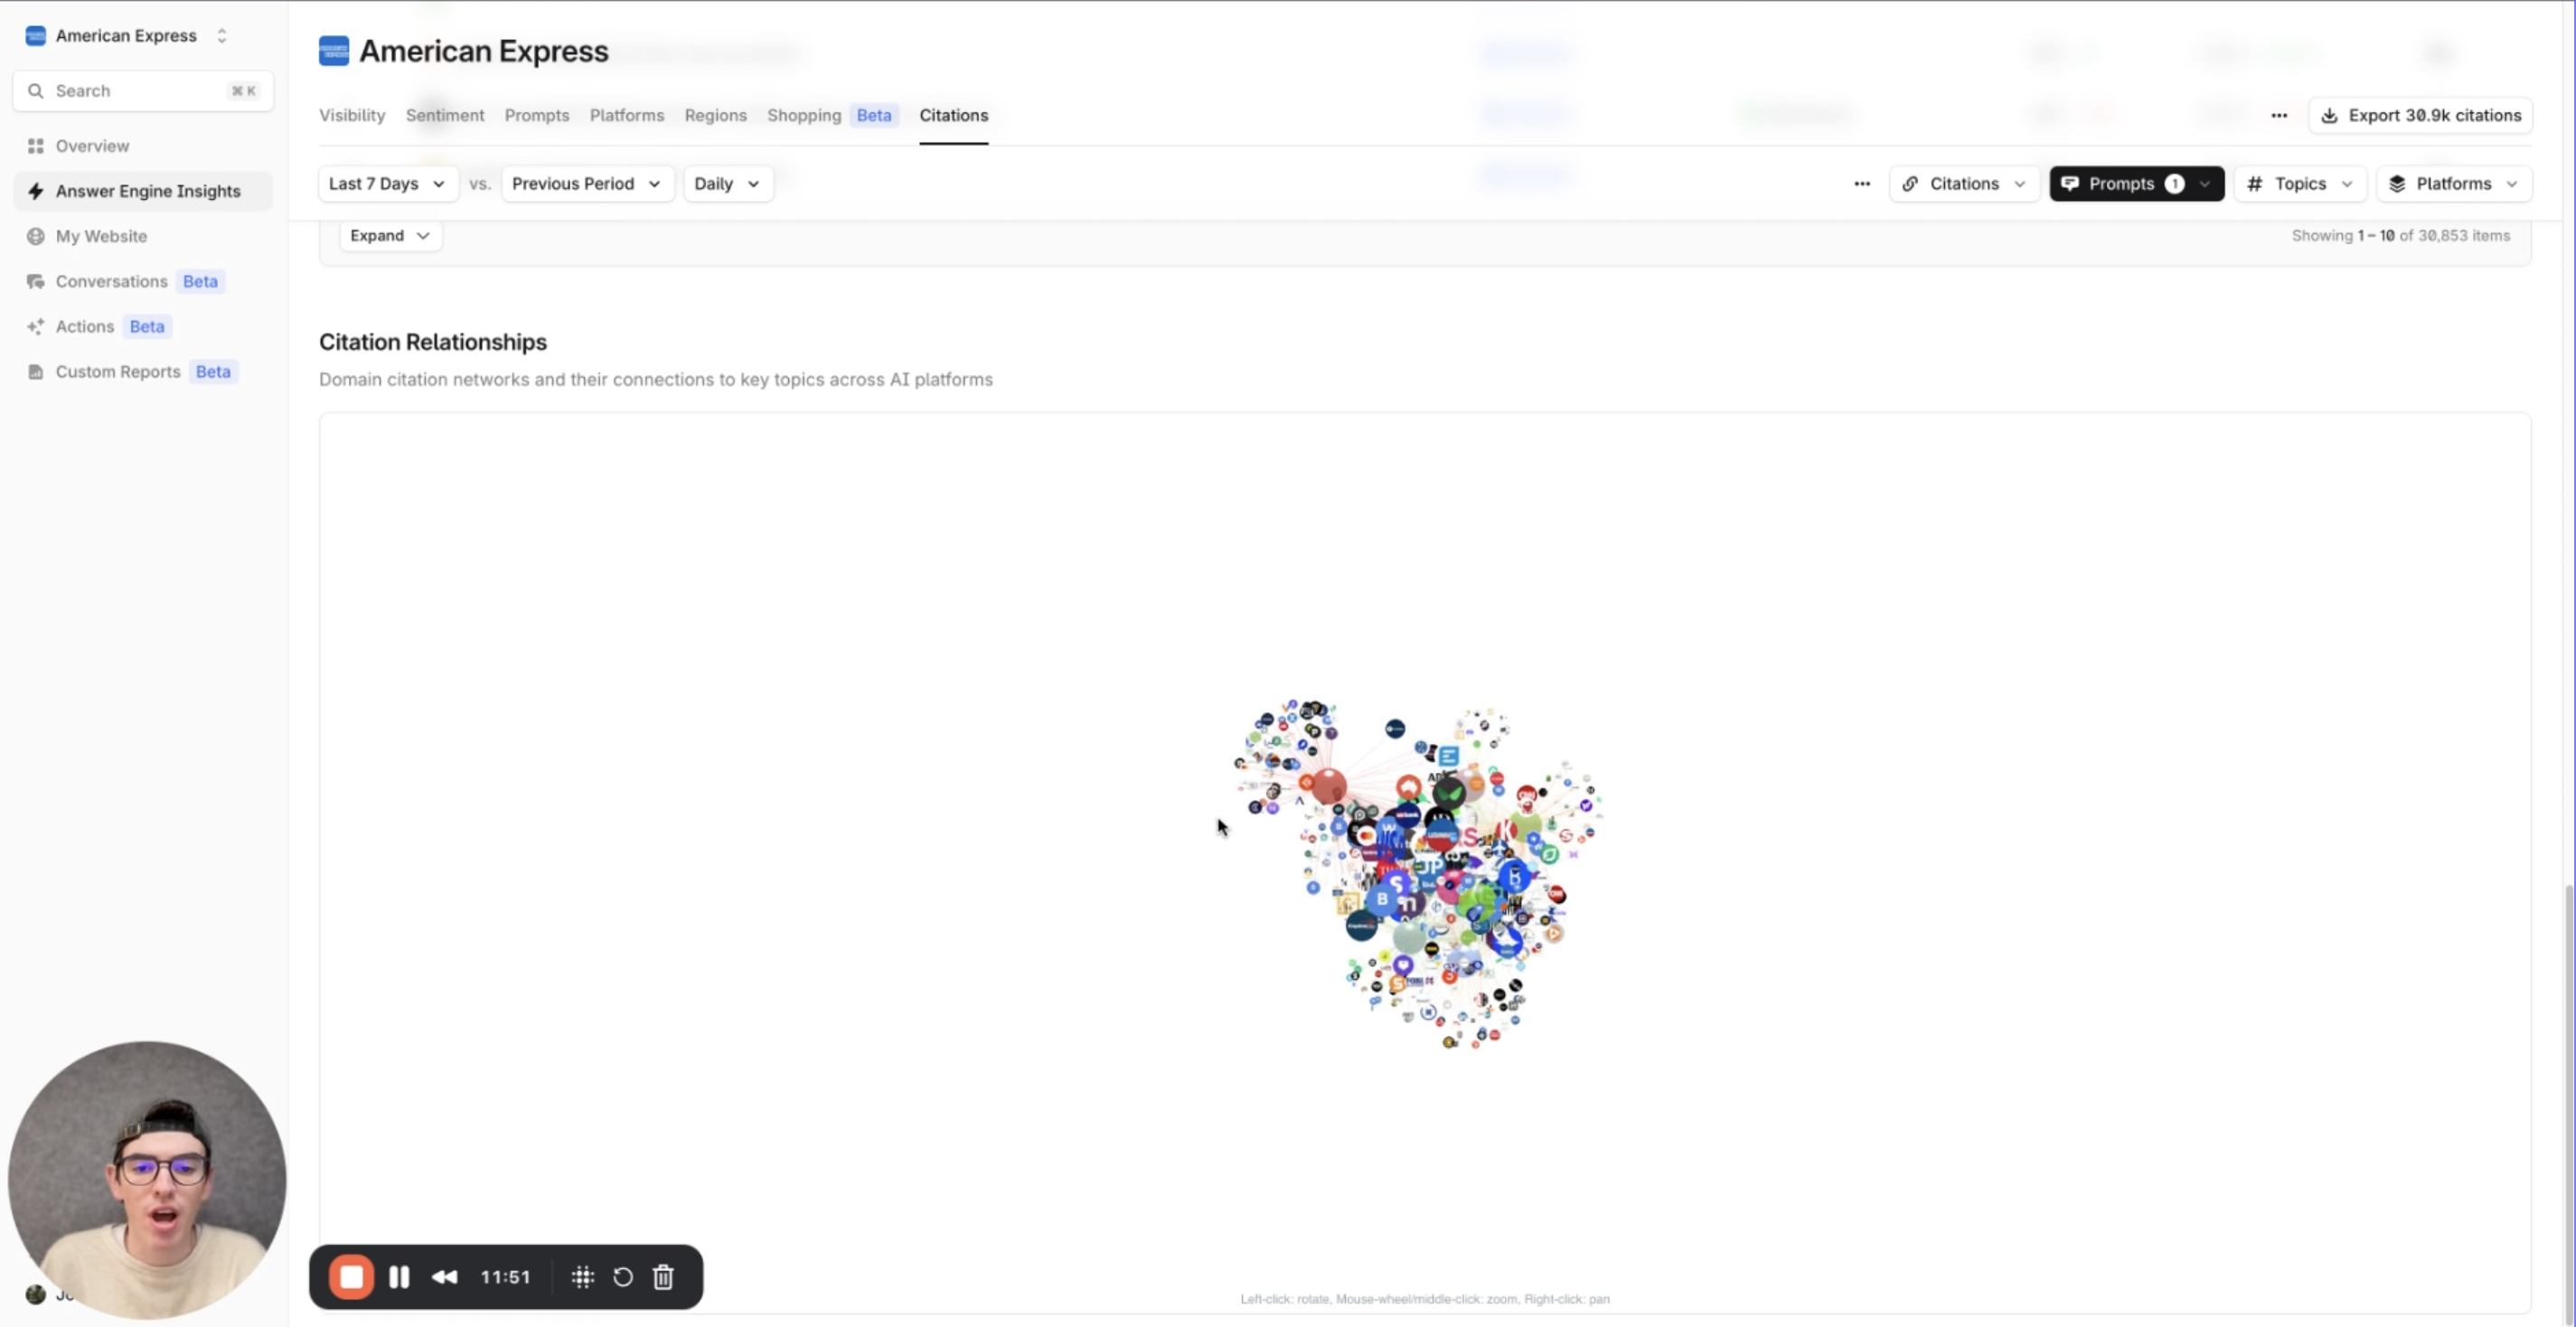 American Express
Search
⌘ K
Overview
Answer Engine Insights
My Website
Conversations Beta
Actions Beta
Custom Reports Beta
American Express
Visibility Sentiment Prompts Platforms Regions Shopping Beta Citations
Export 30.9k citations
Last 7 Days vs. Previous Period Daily
Citations Prompts 1 # Topics Platforms
Expand
Showing 1 – 10 of 30,853 items
Citation Relationships
Domain citation networks and their connections to key topics across AI platforms
11:51
Left-click: rotate, Mouse-wheel/middle-click: zoom, Right-click: pan